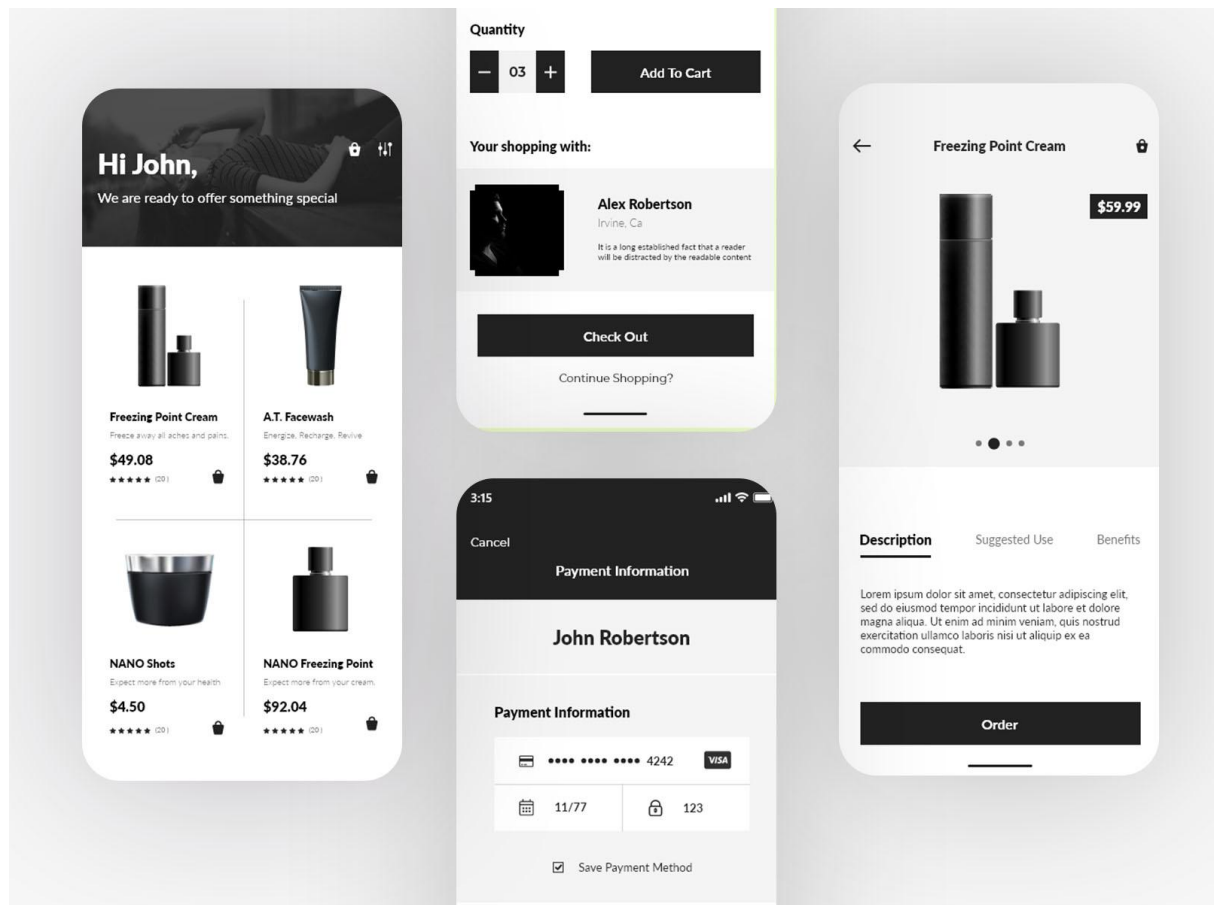 Hi John,
We are ready to offer something special
Freezing Point Cream
Freeze away all aches and pains.
$49.08
(20)
A.T. Facewash
Energize. Recharge. Revive
$38.76
(20)
NANO Shots
Expect more from your health
$4.50
(20)
NANO Freezing Point
Expect more from your cream.
$92.04
(20)
Quantity
03
Add To Cart
Your shopping with:
Alex Robertson
Irvine, Ca
It is a long established fact that a reader
will be distracted by the readable content
Check Out
Continue Shopping?
3:15
Cancel
Payment Information
John Robertson
Payment Information
•••• •••• •••• 4242 VISA
11/77
123
Save Payment Method
Freezing Point Cream
$59.99
Description
Suggested Use
Benefits
Lorem ipsum dolor sit amet, consectetur adipiscing elit,
sed do eiusmod tempor incididunt ut labore et dolore
magna aliqua. Ut enim ad minim veniam, quis nostrud
exercitation ullamco laboris nisi ut aliquip ex ea
commodo consequat.
Order